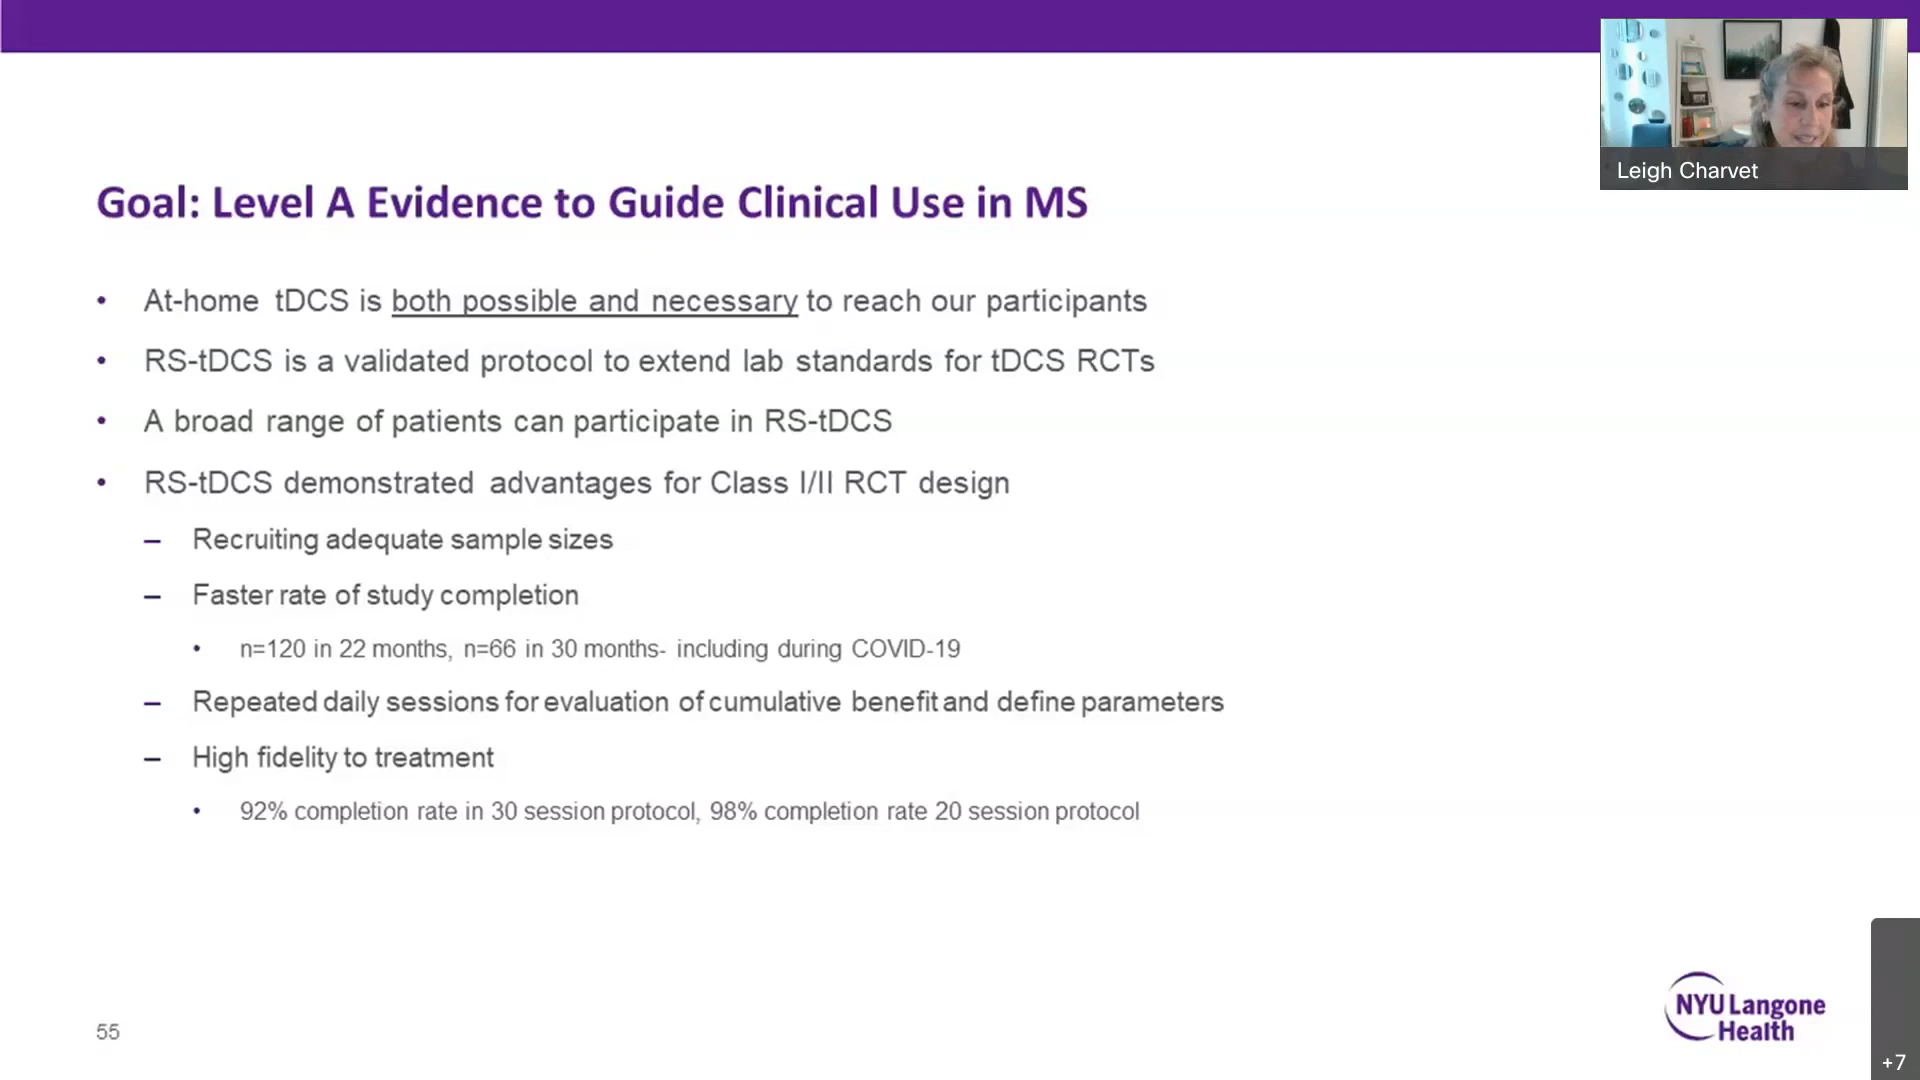 Leigh Charvet
Goal: Level A Evidence to Guide Clinical Use in MS
• At-home tDCS is both possible and necessary to reach our participants
• RS-tDCS is a validated protocol to extend lab standards for tDCS RCTs
• A broad range of patients can participate in RS-tDCS
• RS-tDCS demonstrated advantages for Class I/II RCT design
– Recruiting adequate sample sizes
– Faster rate of study completion
• n=120 in 22 months, n=66 in 30 months- including during COVID-19
– Repeated daily sessions for evaluation of cumulative benefit and define parameters
– High fidelity to treatment
• 92% completion rate in 30 session protocol, 98% completion rate 20 session protocol
55
NYU Langone
Health
+7